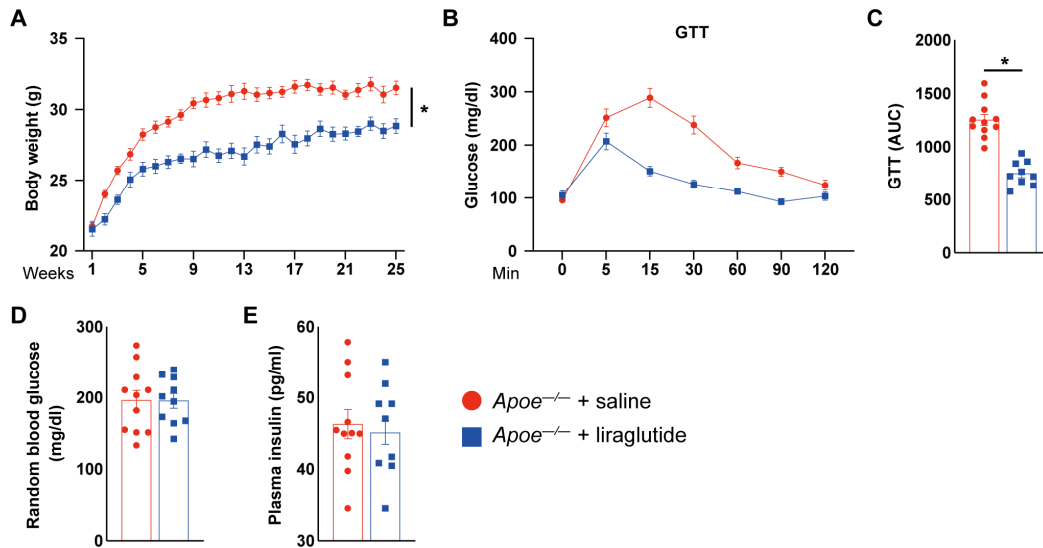 A
Body weight (g)
35
30
25
20
Weeks
1
5
9
13
17
21
25
*
B
GTT
Glucose (mg/dl)
400
300
200
100
0
Min
0
5
15
30
60
90
120
C
GTT (AUC)
2000
1500
1000
500
0
*
D
Random blood glucose
(mg/dl)
300
200
100
0
E
Plasma insulin (pg/ml)
60
50
40
30
Apoe−/− + saline
Apoe−/− + liraglutide